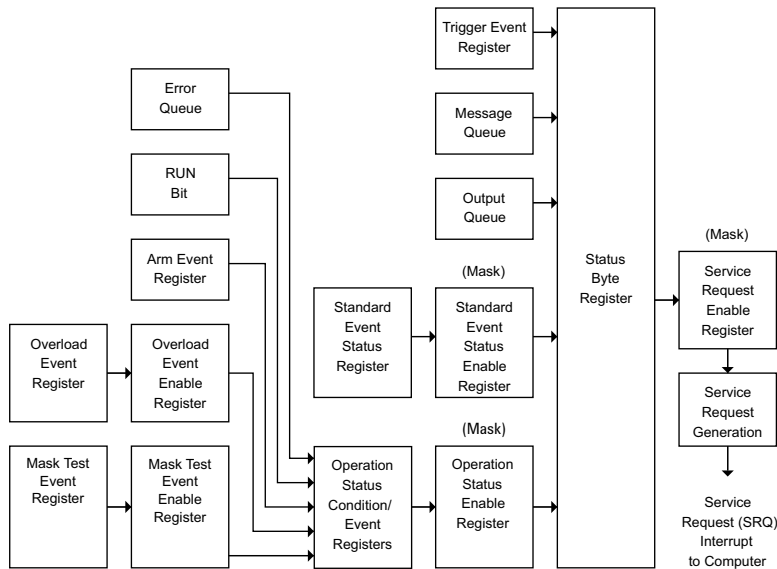 Trigger Event
Register
Error
Queue
Message
Queue
RUN
Bit
Output
Queue
Arm Event
Register
(Mask)
Standard
Event
Status
Register
Standard
Event
Status
Enable
Register
Status
Byte
Register
(Mask)
Service
Request
Enable
Register
Overload
Event
Register
Overload
Event
Enable
Register
Service
Request
Generation
Mask Test
Event
Register
Mask Test
Event
Enable
Register
Operation
Status
Condition/
Event
Registers
(Mask)
Operation
Status
Enable
Register
Service
Request (SRQ)
Interrupt
to Computer